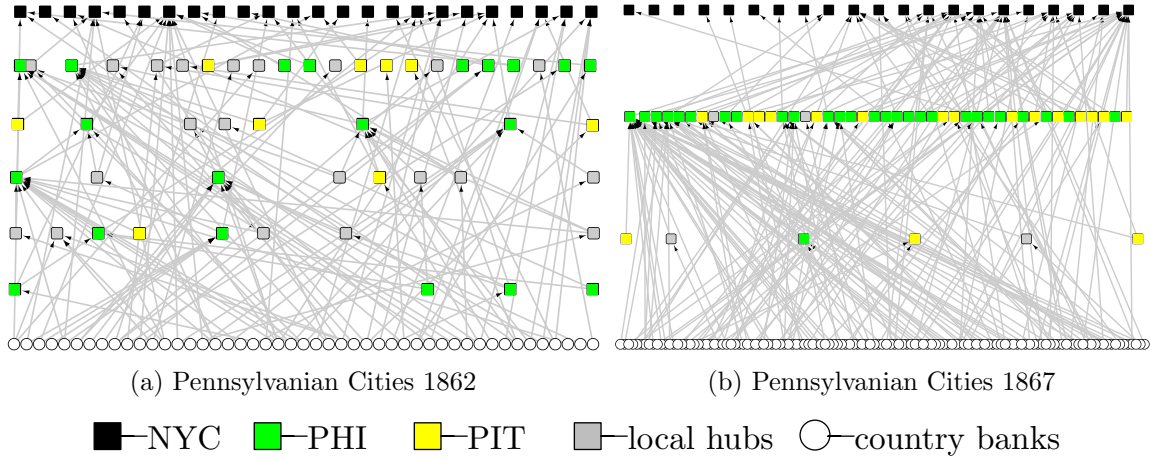 (a) Pennsylvanian Cities 1862
(b) Pennsylvanian Cities 1867
NYC PHI PIT local hubs country banks